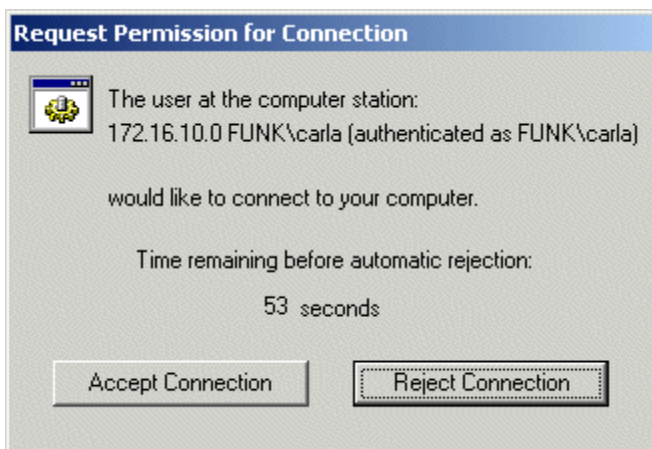 Request Permission for Connection
The user at the computer station:
172.16.10.0 FUNK\carla (authenticated as FUNK\carla)
would like to connect to your computer.
Time remaining before automatic rejection:
53 seconds
Accept Connection
Reject Connection